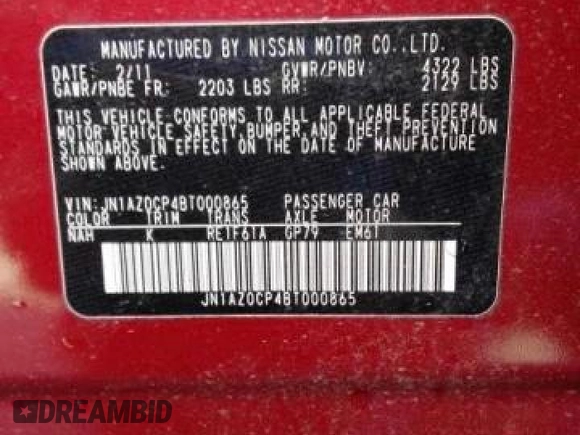 MANUFACTURED BY NISSAN MOTOR CO.,LTD.
DATE: 2/11 GVWR/PNBV: 4322 LBS
GAWR/PNBE FR: 2203 LBS RR: 2129 LBS
THIS VEHICLE CONFORMS TO ALL APPLICABLE FEDERAL
MOTOR VEHICLE SAFETY,BUMPER,AND THEFT PREVENTION
STANDARDS IN EFFECT ON THE DATE OF MANUFACTURE
SHOWN ABOVE.
VIN:JN1AZ0CP4BT000865 PASSENGER CAR
COLOR TRIM TRANS AXLE MOTOR
NAH K RE1F61A GP79 EM61
JN1AZ0CP4BT000865
DREAMBID